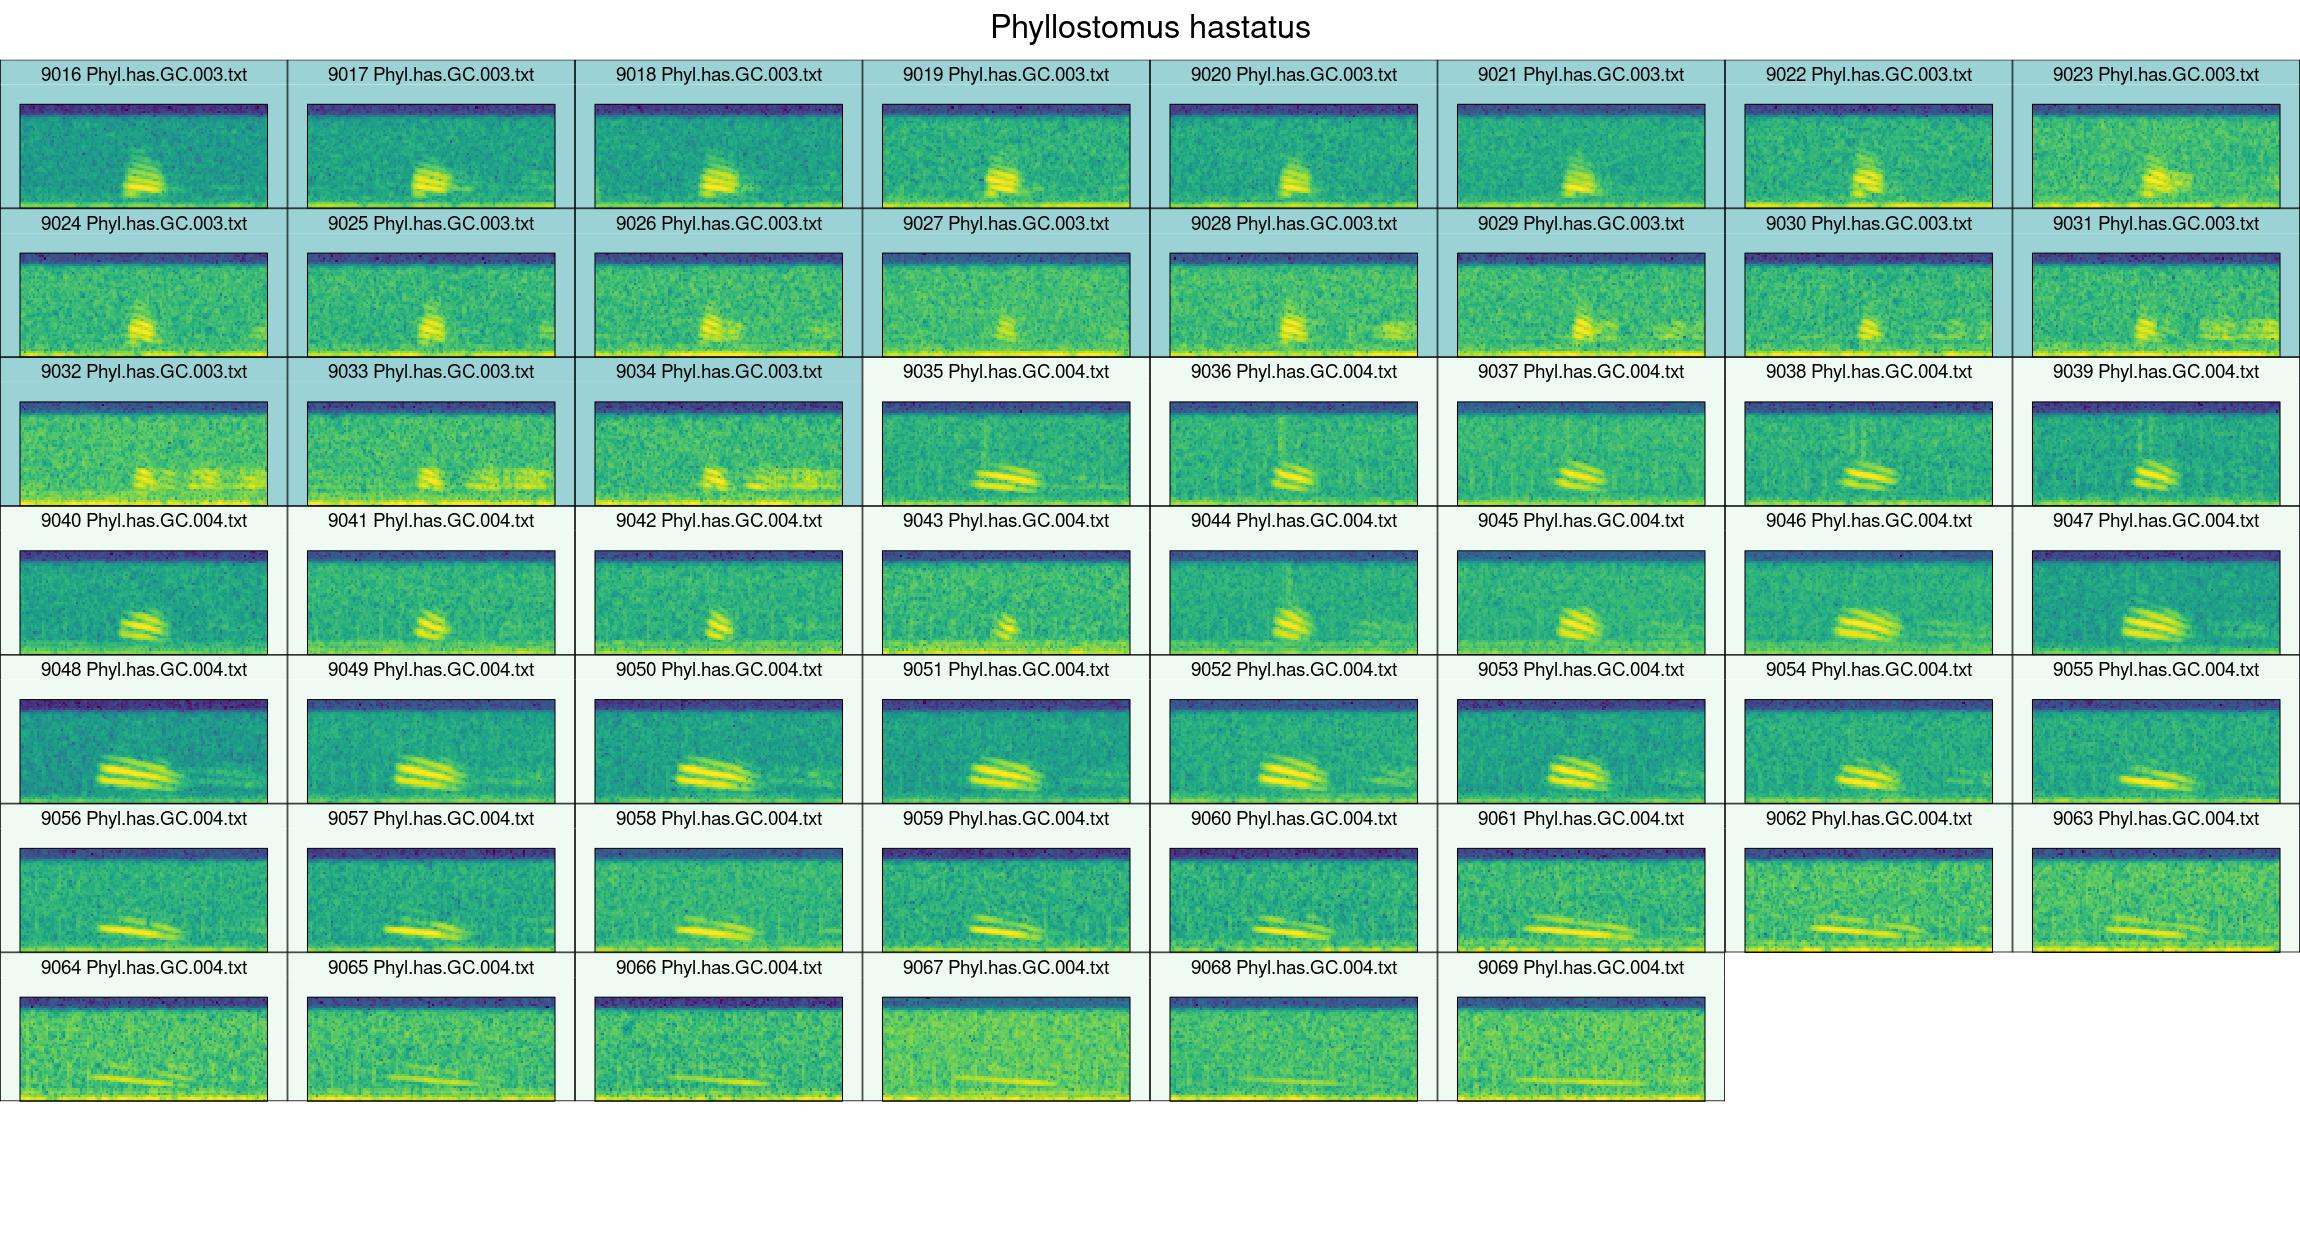 Phyllostomus hastatus
9016 Phyl.has.GC.003.txt 9017 Phyl.has.GC.003.txt 9018 Phyl.has.GC.003.txt 9019 Phyl.has.GC.003.txt 9020 Phyl.has.GC.003.txt 9021 Phyl.has.GC.003.txt 9022 Phyl.has.GC.003.txt 9023 Phyl.has.GC.003.txt
9024 Phyl.has.GC.003.txt 9025 Phyl.has.GC.003.txt 9026 Phyl.has.GC.003.txt 9027 Phyl.has.GC.003.txt 9028 Phyl.has.GC.003.txt 9029 Phyl.has.GC.003.txt 9030 Phyl.has.GC.003.txt 9031 Phyl.has.GC.003.txt
9032 Phyl.has.GC.003.txt 9033 Phyl.has.GC.003.txt 9034 Phyl.has.GC.003.txt 9035 Phyl.has.GC.004.txt 9036 Phyl.has.GC.004.txt 9037 Phyl.has.GC.004.txt 9038 Phyl.has.GC.004.txt 9039 Phyl.has.GC.004.txt
9040 Phyl.has.GC.004.txt 9041 Phyl.has.GC.004.txt 9042 Phyl.has.GC.004.txt 9043 Phyl.has.GC.004.txt 9044 Phyl.has.GC.004.txt 9045 Phyl.has.GC.004.txt 9046 Phyl.has.GC.004.txt 9047 Phyl.has.GC.004.txt
9048 Phyl.has.GC.004.txt 9049 Phyl.has.GC.004.txt 9050 Phyl.has.GC.004.txt 9051 Phyl.has.GC.004.txt 9052 Phyl.has.GC.004.txt 9053 Phyl.has.GC.004.txt 9054 Phyl.has.GC.004.txt 9055 Phyl.has.GC.004.txt
9056 Phyl.has.GC.004.txt 9057 Phyl.has.GC.004.txt 9058 Phyl.has.GC.004.txt 9059 Phyl.has.GC.004.txt 9060 Phyl.has.GC.004.txt 9061 Phyl.has.GC.004.txt 9062 Phyl.has.GC.004.txt 9063 Phyl.has.GC.004.txt
9064 Phyl.has.GC.004.txt 9065 Phyl.has.GC.004.txt 9066 Phyl.has.GC.004.txt 9067 Phyl.has.GC.004.txt 9068 Phyl.has.GC.004.txt 9069 Phyl.has.GC.004.txt